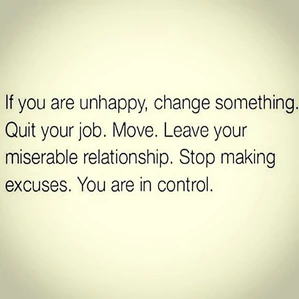 If you are unhappy, change something.
Quit your job. Move. Leave your
miserable relationship. Stop making
excuses. You are in control.